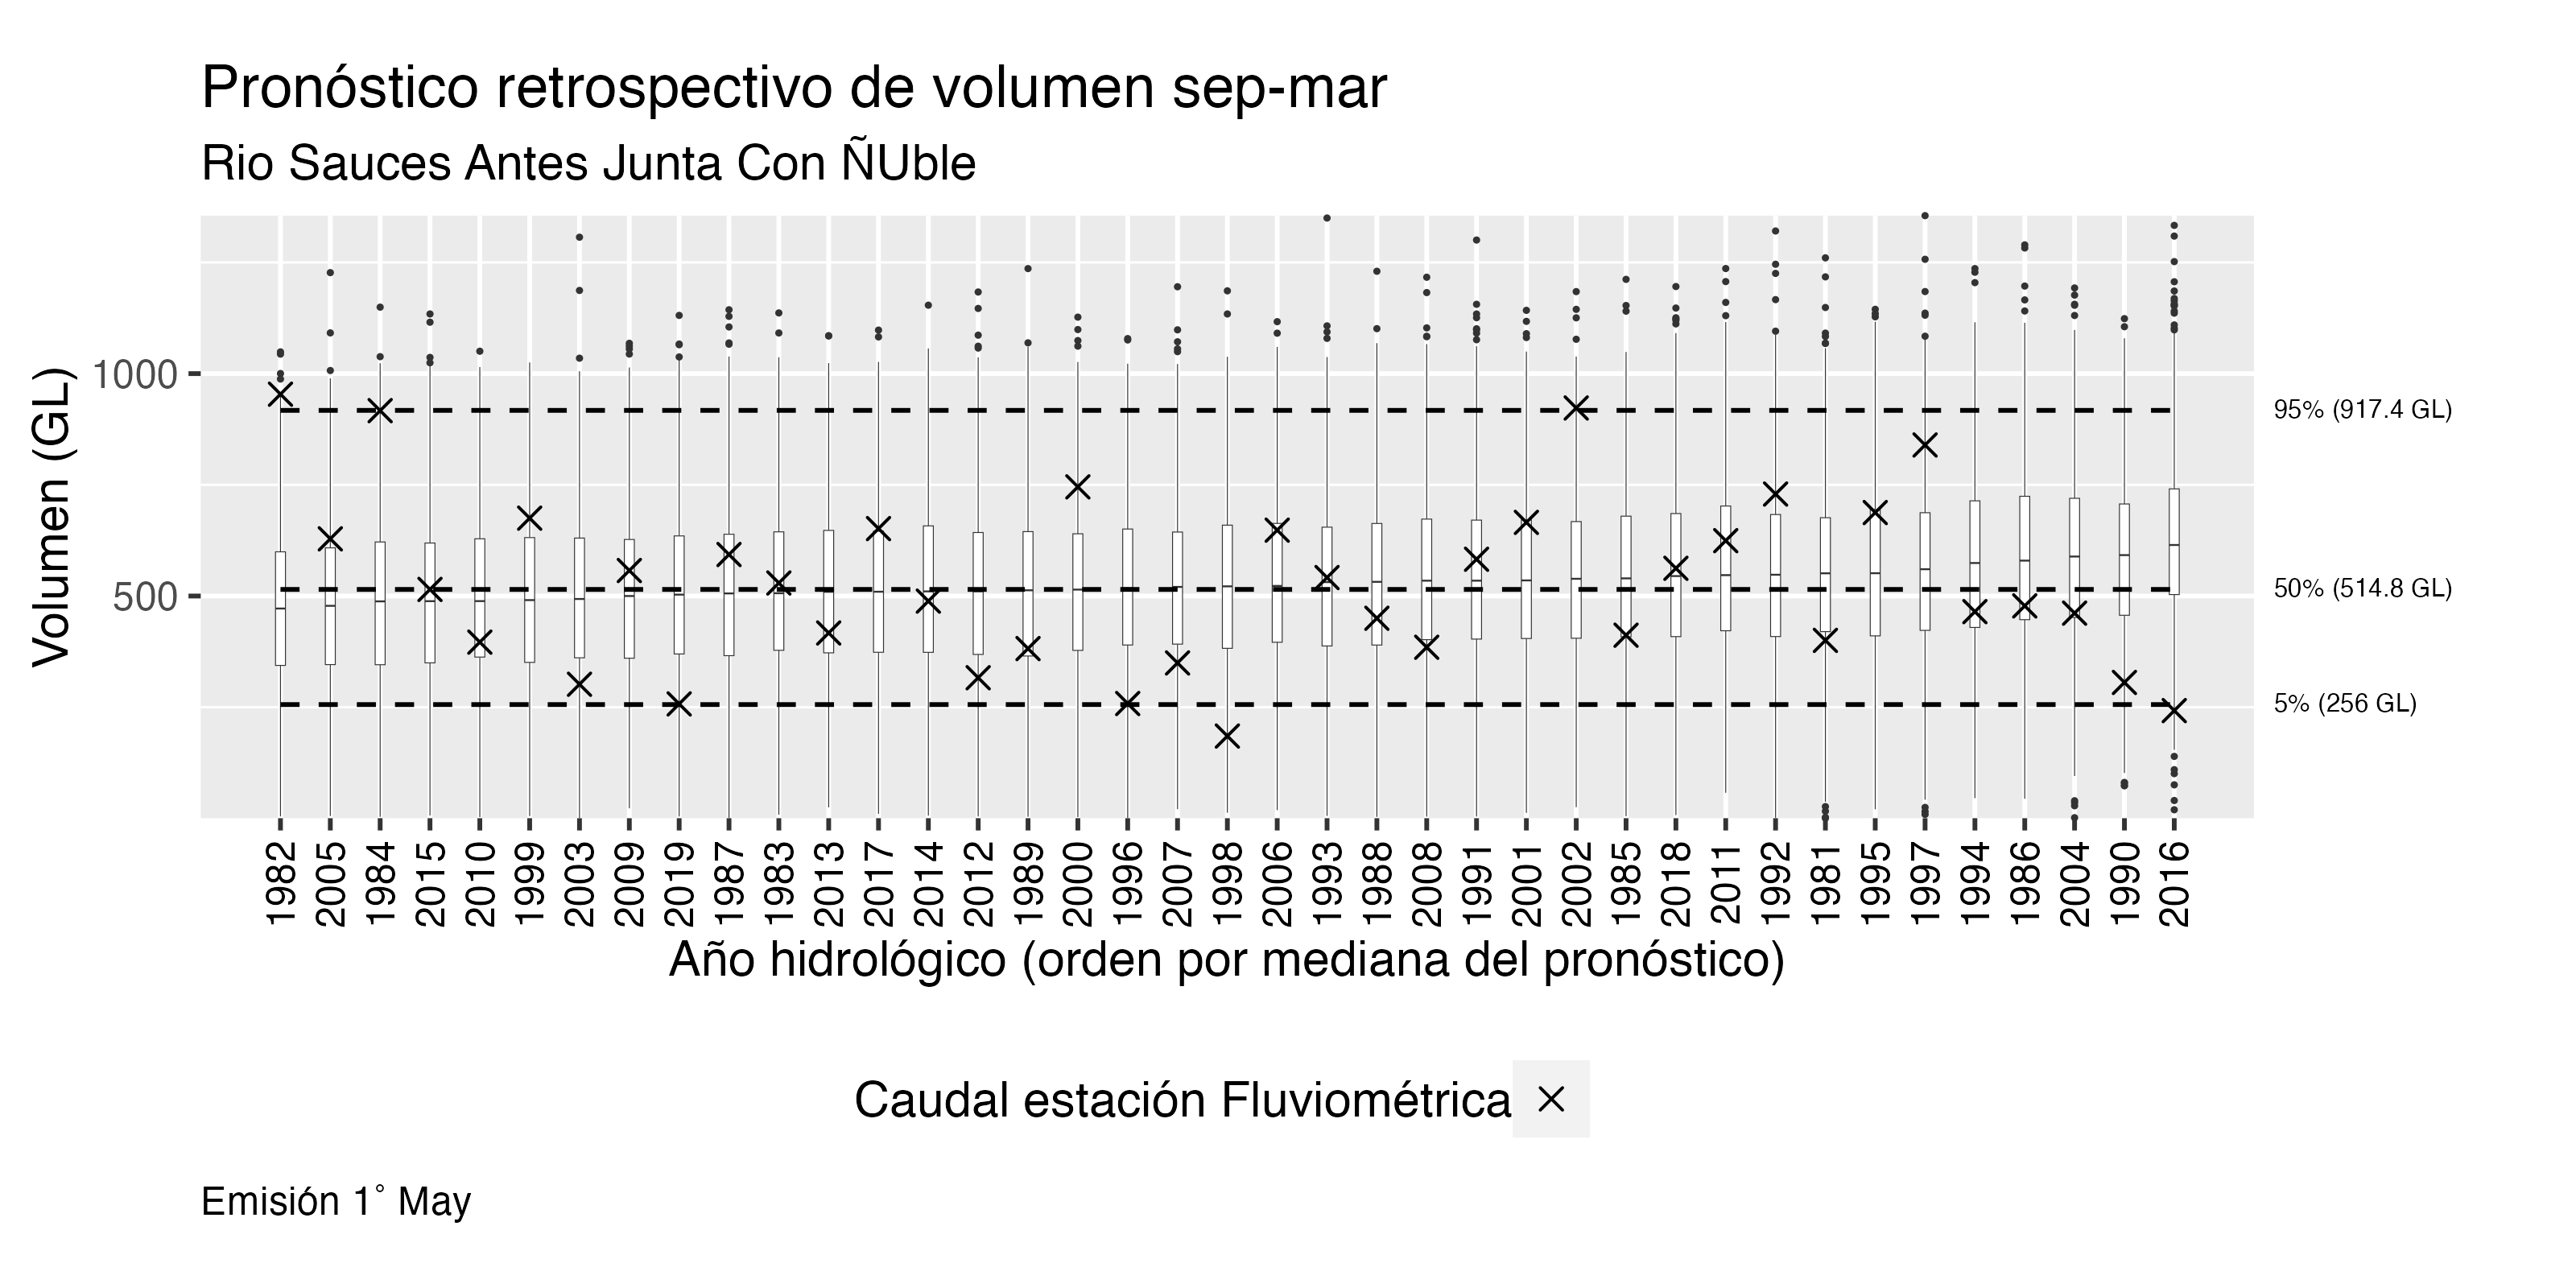 Pronóstico retrospectivo de volumen sep-mar
Rio Sauces Antes Junta Con ÑUble
Volumen (GL)
1000
500
95% (917.4 GL)
50% (514.8 GL)
5% (256 GL)
1982 2005 1984 2015 2010 1999 2003 2009 2019 1987 1983 2013 2017 2014 2012 1989 2000 1996 2007 1998 2006 1993 1988 2008 1991 2001 2002 1985 2018 2011 1992 1981 1995 1997 1994 1986 2004 1990 2016
Año hidrológico (orden por mediana del pronóstico)
Caudal estación Fluviométrica
Emisión 1° May